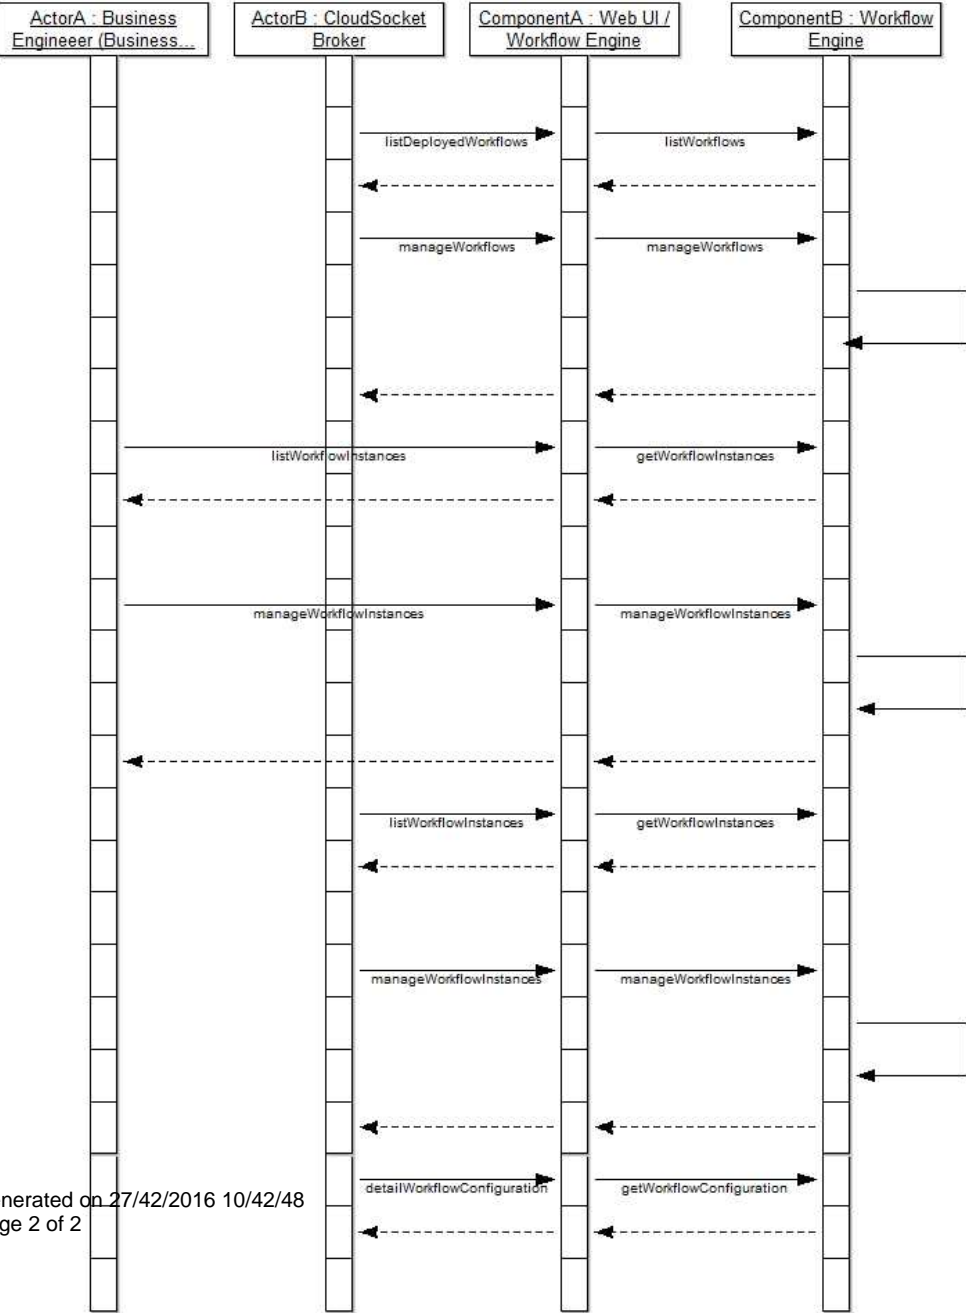 ActorA : Business
Engineeer (Business...
ActorB : CloudSocket
Broker
ComponentA : Web UI /
Workflow Engine
ComponentB : Workflow
Engine
listDeployedWorkflows
listWorkflows
manageWorkflows
manageWorkflows
listWorkflowInstances
getWorkflowInstances
manageWorkflowInstances
manageWorkflowInstances
listWorkflowInstances
getWorkflowInstances
manageWorkflowInstances
manageWorkflowInstances
detailWorkflowConfiguration
getWorkflowConfiguration
enerated on 27/42/2016 10/42/48
ge 2 of 2